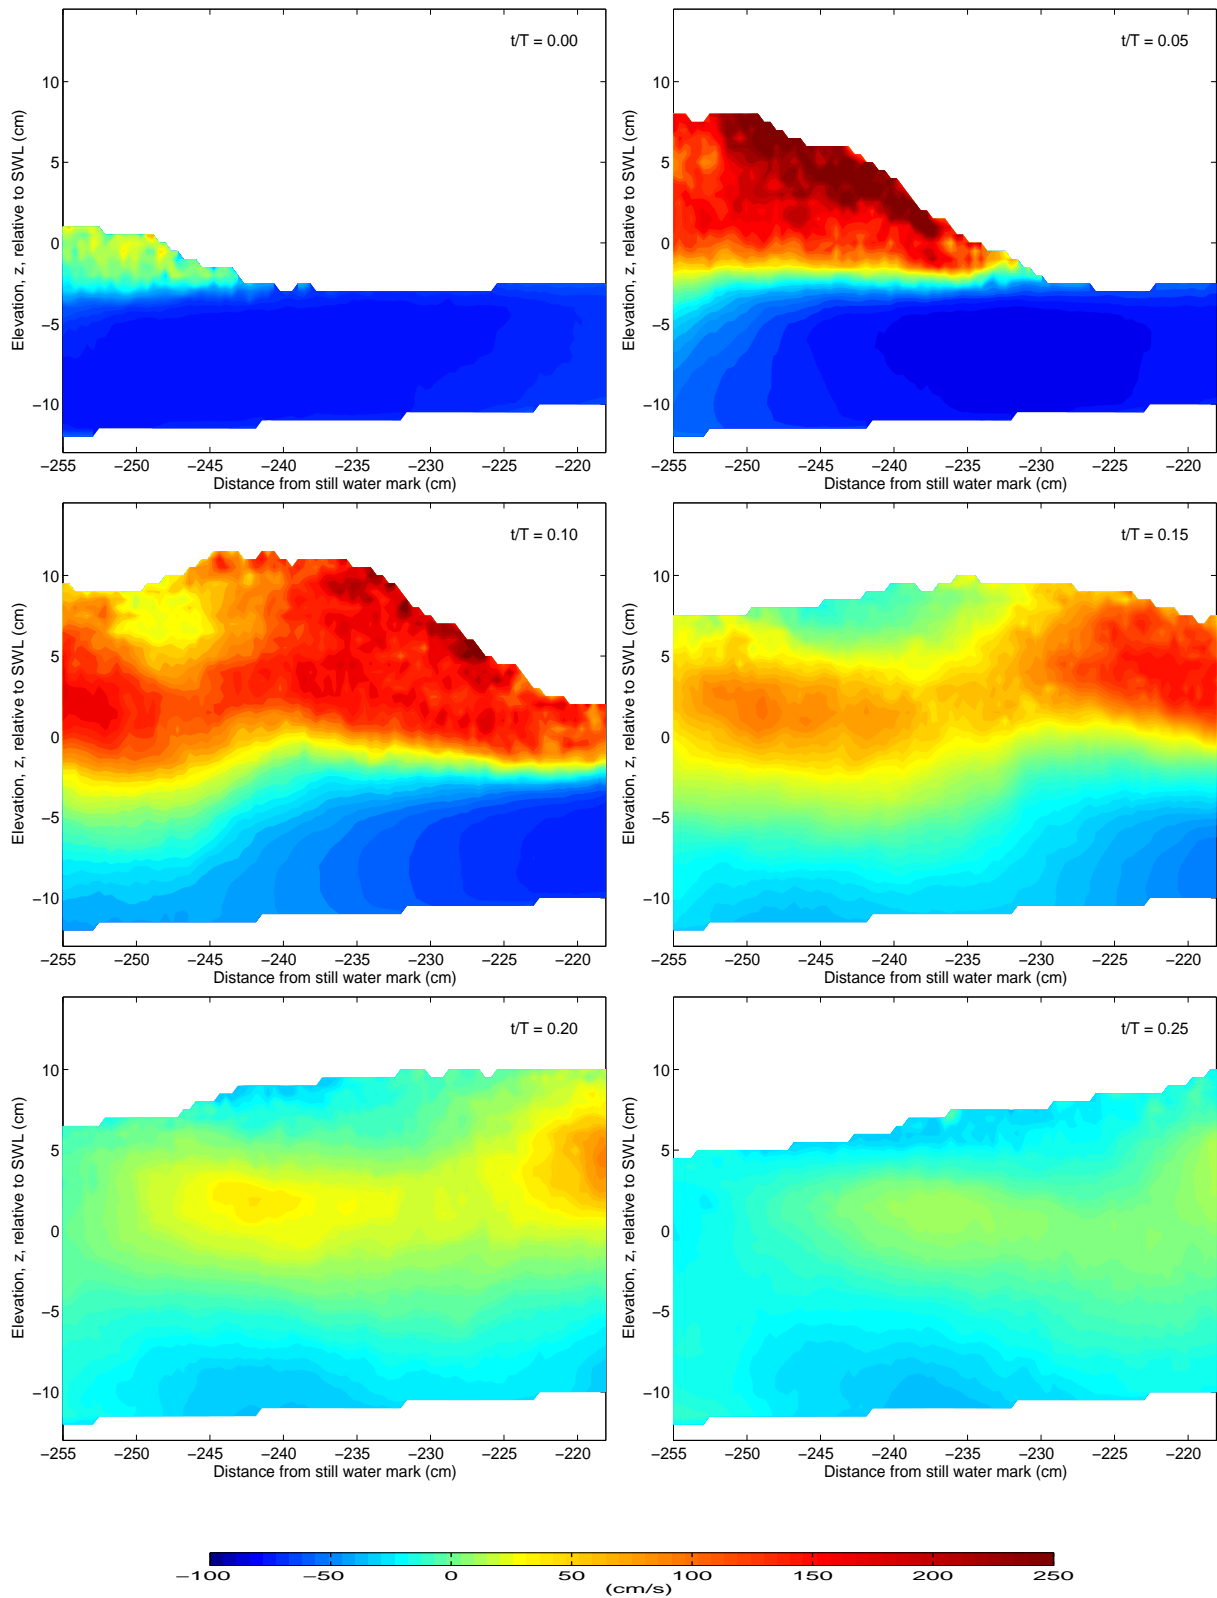 t/T = 0.00
t/T = 0.05
Elevation, z, relative to SWL (cm)
10
5
0
−5
−10
−255 −250 −245 −240 −235 −230 −225 −220
Distance from still water mark (cm)
Elevation, z, relative to SWL (cm)
10
5
0
−5
−10
−255 −250 −245 −240 −235 −230 −225 −220
Distance from still water mark (cm)
t/T = 0.10
t/T = 0.15
Elevation, z, relative to SWL (cm)
10
5
0
−5
−10
−255 −250 −245 −240 −235 −230 −225 −220
Distance from still water mark (cm)
Elevation, z, relative to SWL (cm)
10
5
0
−5
−10
−255 −250 −245 −240 −235 −230 −225 −220
Distance from still water mark (cm)
t/T = 0.20
t/T = 0.25
Elevation, z, relative to SWL (cm)
10
5
0
−5
−10
−255 −250 −245 −240 −235 −230 −225 −220
Distance from still water mark (cm)
Elevation, z, relative to SWL (cm)
10
5
0
−5
−10
−255 −250 −245 −240 −235 −230 −225 −220
Distance from still water mark (cm)
−100 −50 0 50 100 150 200 250
(cm/s)